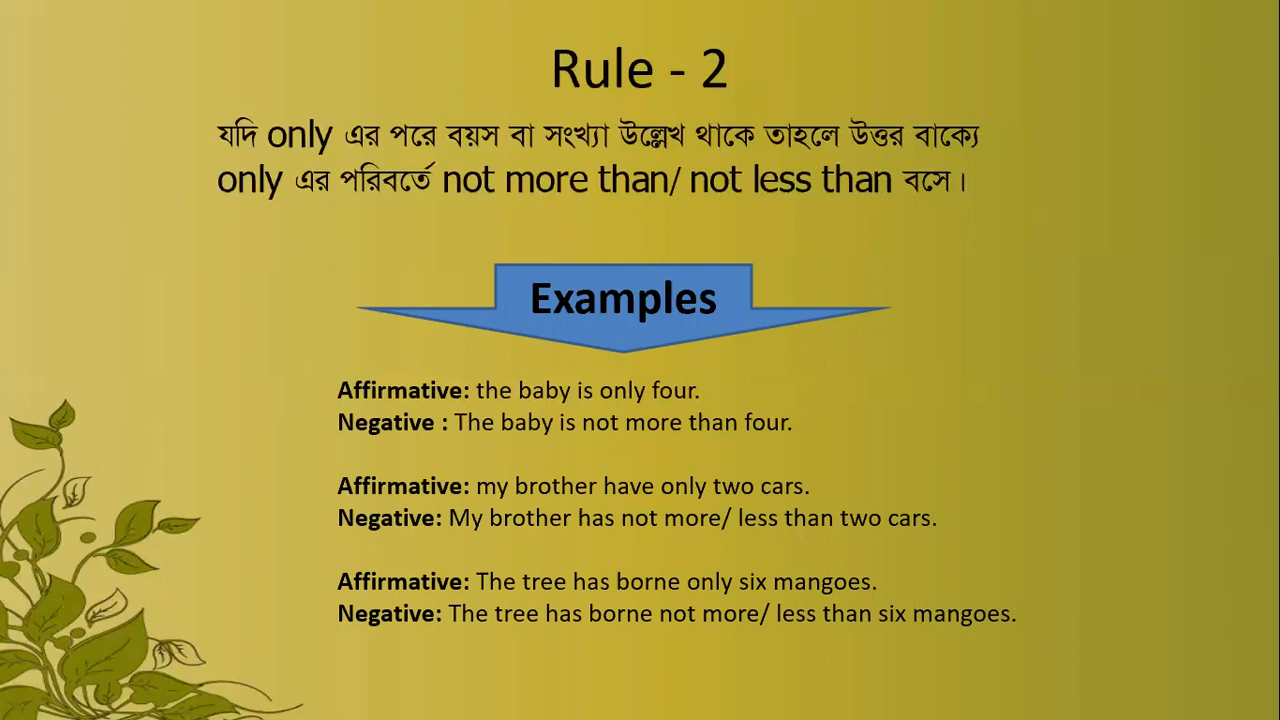 Rule - 2
যদি only এর পরে বয়স বা সংখ্যা উল্লেখ থাকে তাহলে উত্তর বাক্যে
only এর পরিবর্তে not more than/ not less than বসে।
Examples
Affirmative: the baby is only four.
Negative : The baby is not more than four.
Affirmative: my brother have only two cars.
Negative: My brother has not more/ less than two cars.
Affirmative: The tree has borne only six mangoes.
Negative: The tree has borne not more/ less than six mangoes.